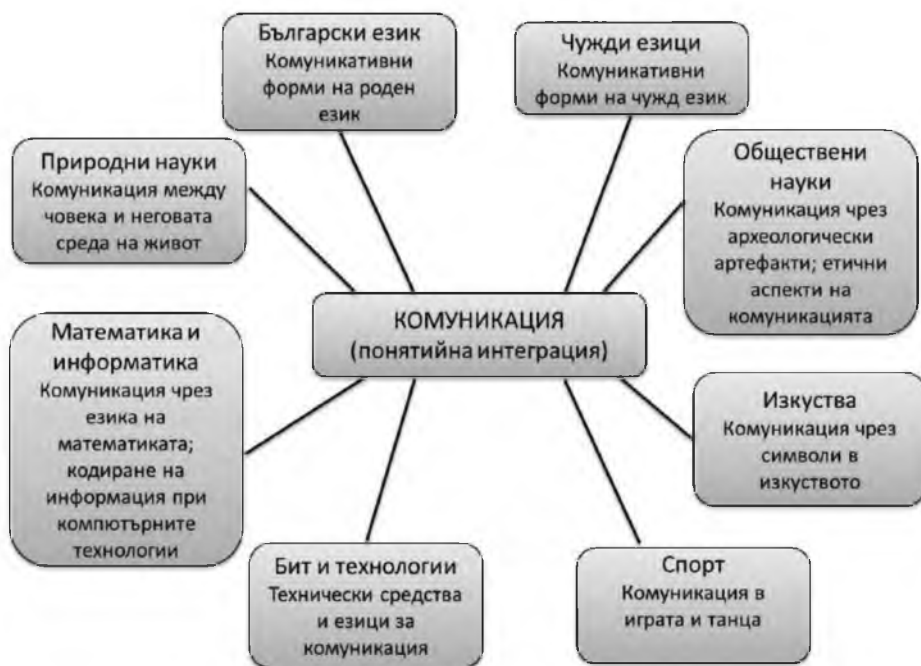 Български език
Комуникативни
форми на роден
език
Чужди езици
Комуникативни
форми на чужд език
Природни науки
Комуникация между
човека и неговата
среда на живот
Обществени
науки
Комуникация чрез
археологически
артефакти; етични
аспекти на
комуникацията
КОМУНИКАЦИЯ
(понятийна интеграция)
Математика и
информатика
Комуникация чрез
езика на
математиката;
кодиране на
информация при
компютърните
технологии
Изкуства
Комуникация чрез
символи в
изкуството
Бит и технологии
Технически средства
и езици за
комуникация
Спорт
Комуникация в
играта и танца